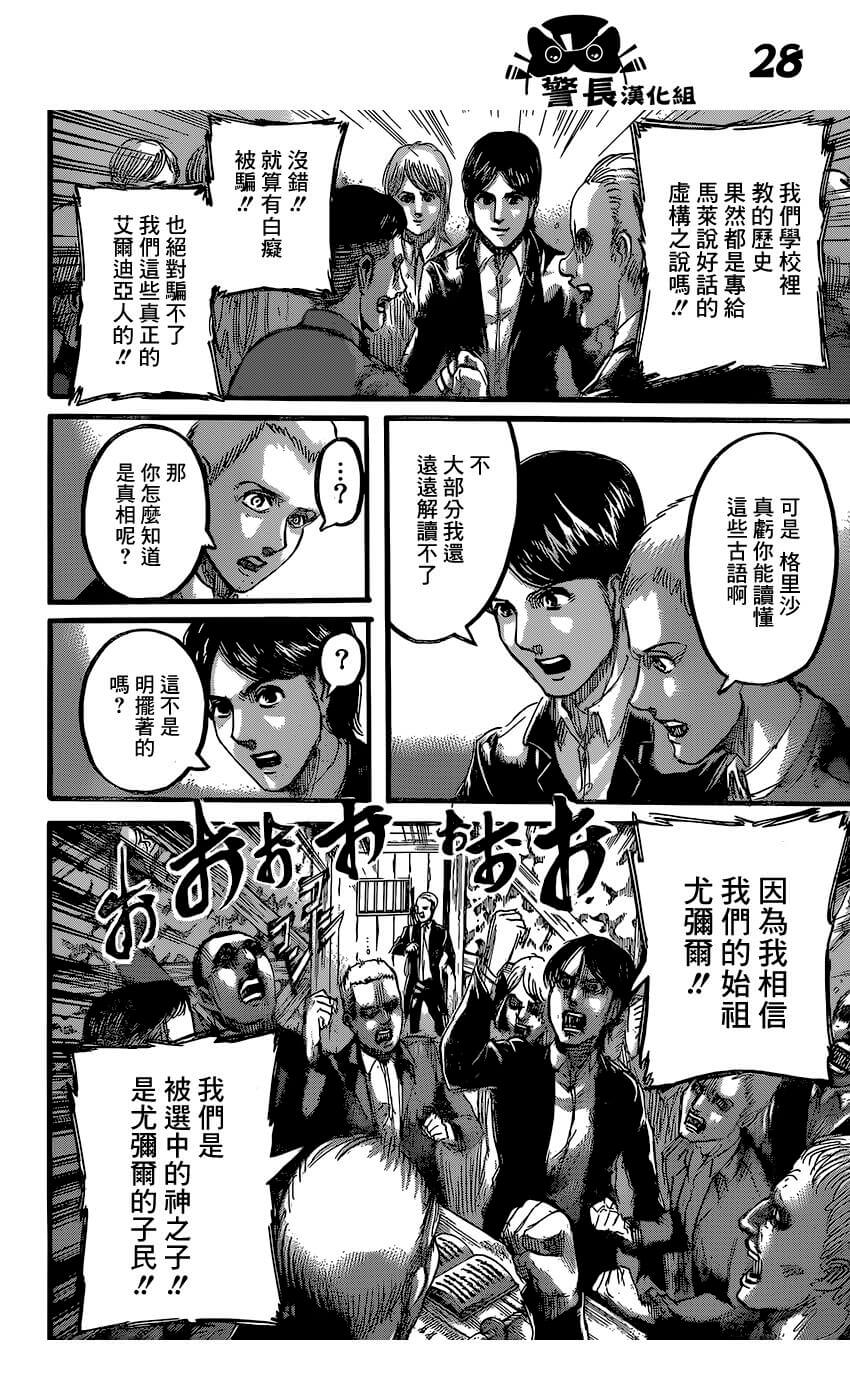 警長漢化組
28
我們學校裡
教的歷史
果然都是專給
馬萊說好話的
虛構之說嗎!!
沒錯!!
就算有白癡
被騙!!
也絕對騙不了
我們這些真正的
艾爾迪亞人的!!
可是 格里沙
真虧你能讀懂
這些古語啊
不
大部分我還
遠遠解讀不了
…?
那
你怎麼知道
是真相呢?
?
這不是
明擺著的
嗎?
因為我相信
我們的始祖
尤彌爾!!
おおおおおおお
我們是
被選中的神之子!!
是尤彌爾的子民!!